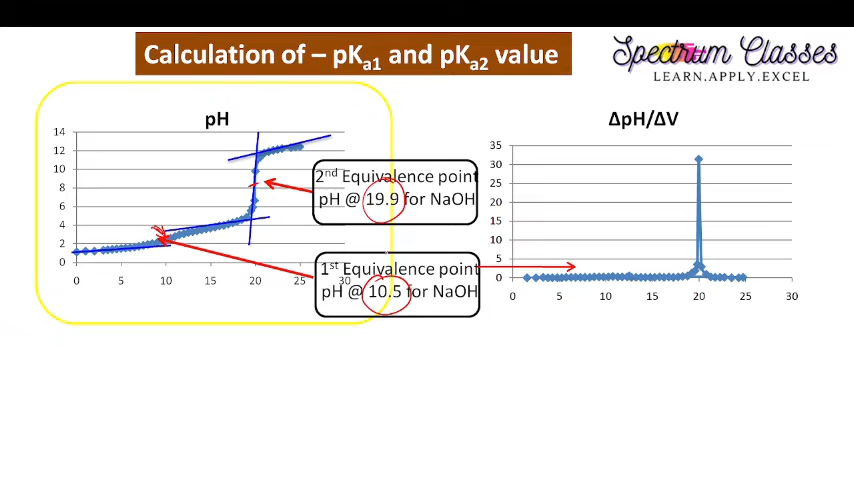 Calculation of – pKa1 and pKa2 value
Spectrum Classes
LEARN.APPLY.EXCEL
pH
14
12
10
8
6
4
2
0
0 5 10 15 20 25 30
2nd Equivalence point
pH @ 19.9 for NaOH
1st Equivalence point
pH @ 10.5 for NaOH
ΔpH/ΔV
35
30
25
20
15
10
5
0
0 5 10 15 20 25 30